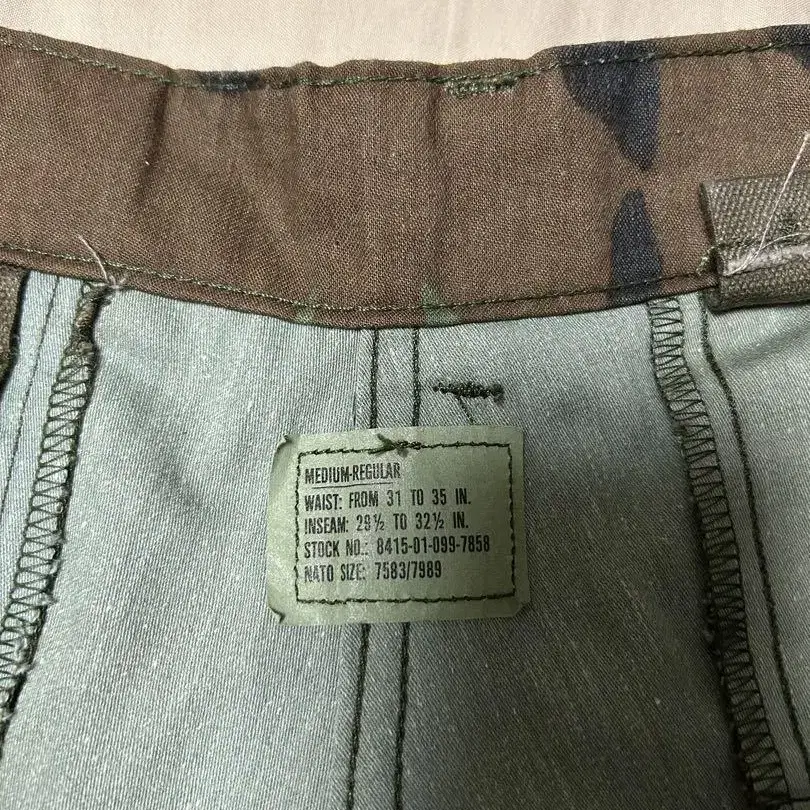 MEDIUM-REGULAR
WAIST: FROM 31 TO 35 IN.
INSEAM: 29½ TO 32½ IN.
STOCK NO.: 8415-01-099-7858
NATO SIZE: 7583/7989